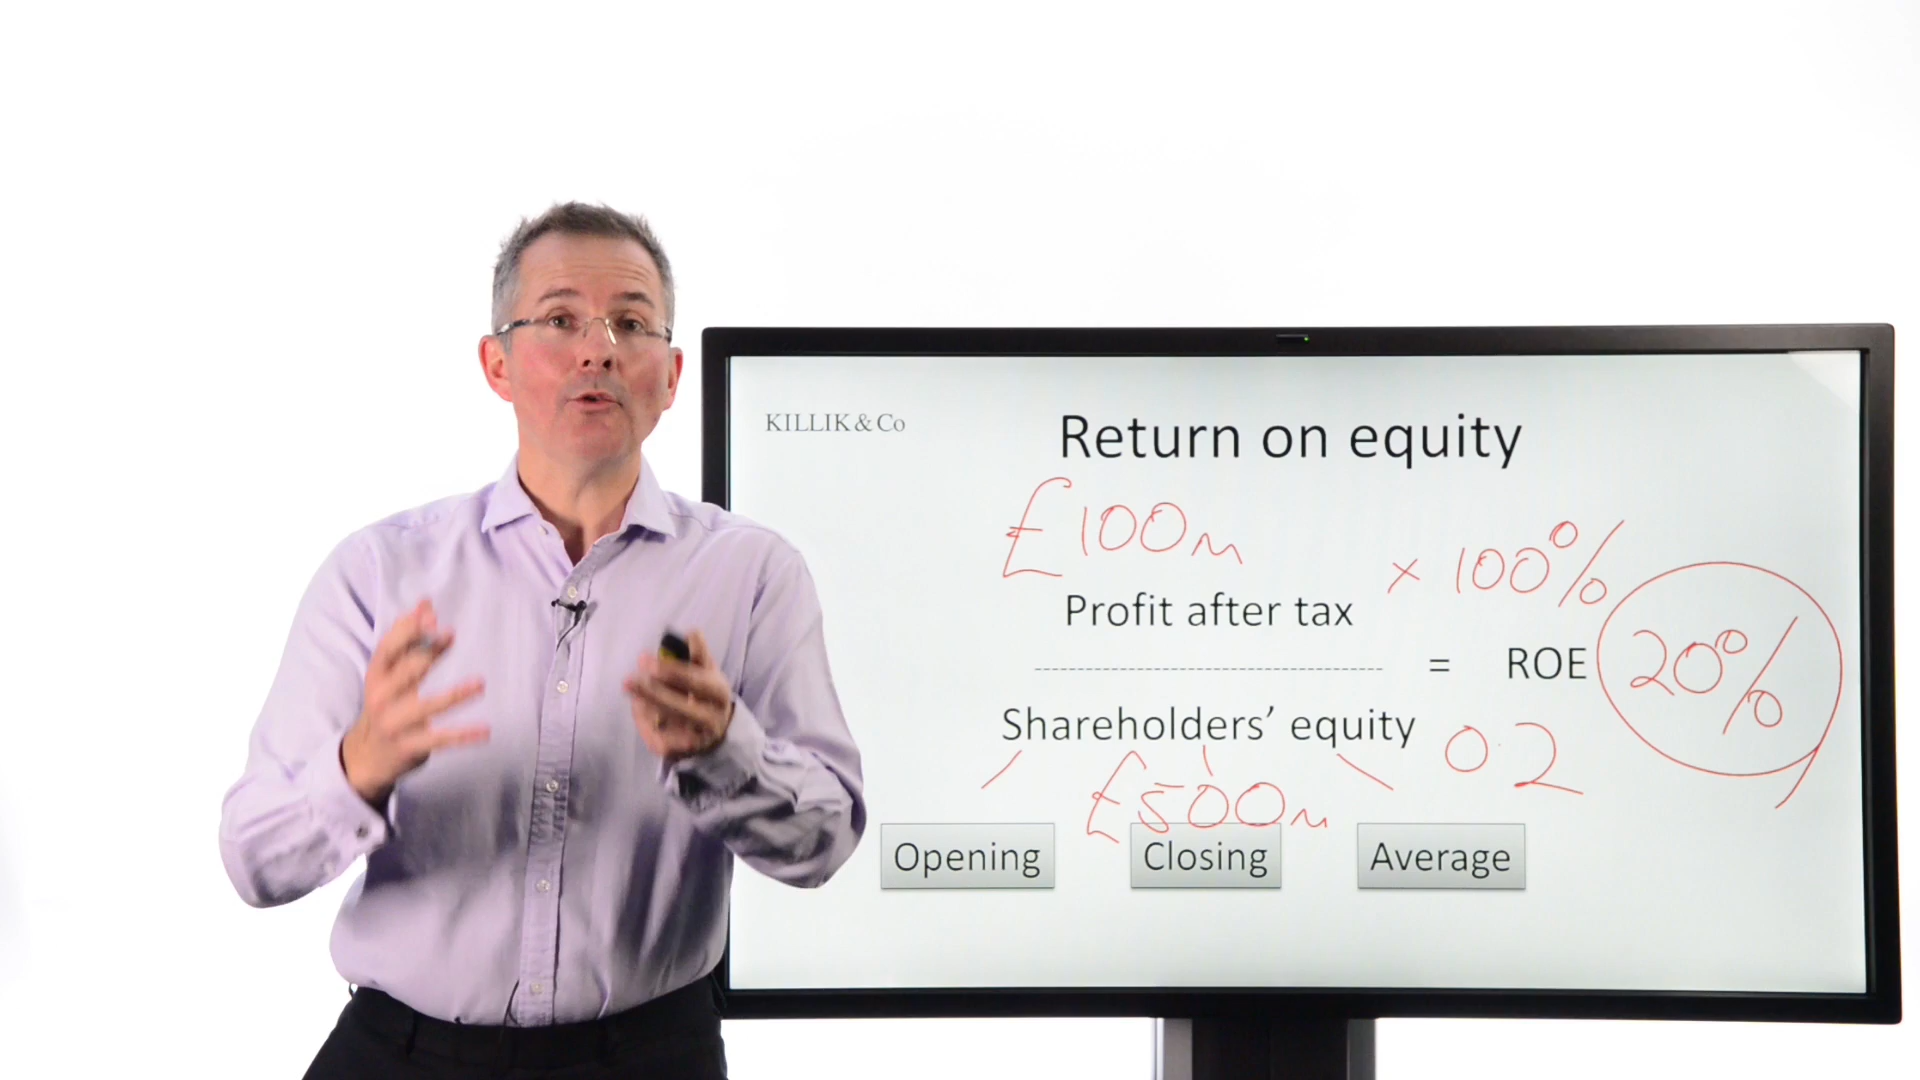 KILLIK & Co
Return on equity
£100m
× 100%
Profit after tax
= ROE 20%
Shareholders' equity
0.2
£500m
Opening Closing Average